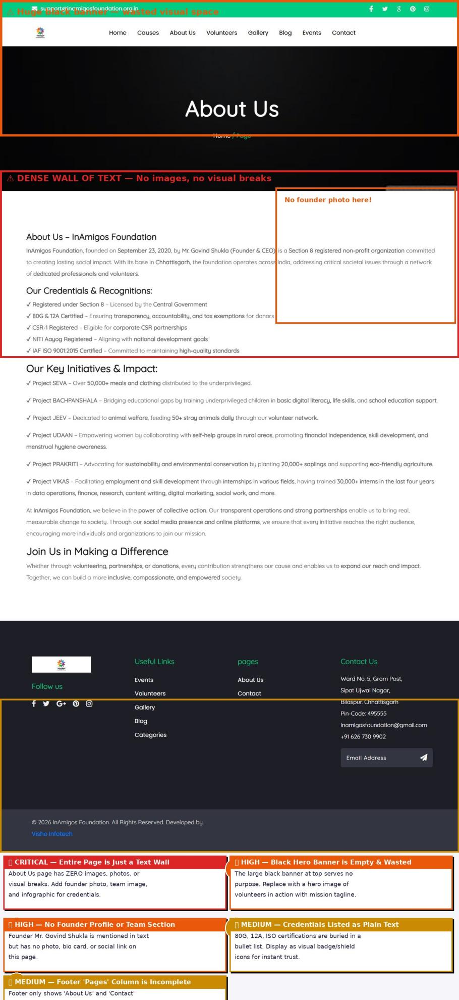 support@inamigosfoundation.org.in
⚠ Huge black banner — wasted visual space
Home Causes About Us Volunteers Gallery Blog Events Contact
About Us
Home / Page
⚠ DENSE WALL OF TEXT — No images, no visual breaks
No founder photo here!
About Us – InAmigos Foundation
InAmigos Foundation, founded on September 23, 2020, by Mr. Govind Shukla (Founder & CEO) is a Section 8 registered non-profit organization committed
to creating lasting social impact. With its base in Chhattisgarh, the foundation operates across India, addressing critical societal issues through a network
of dedicated professionals and volunteers.
Our Credentials & Recognitions:
✓ Registered under Section 8 – Licensed by the Central Government
✓ 80G & 12A Certified – Ensuring transparency, accountability, and tax exemptions for donors
✓ CSR-1 Registered – Eligible for corporate CSR partnerships
✓ NITI Aayog Registered – Aligning with national development goals
✓ IAF ISO 9001:2015 Certified – Committed to maintaining high-quality standards
Our Key Initiatives & Impact:
✓ Project SEVA – Over 50,000+ meals and clothing distributed to the underprivileged.
✓ Project BACHPANSHALA – Bridging educational gaps by training underprivileged children in basic digital literacy, life skills, and school education support.
✓ Project JEEV – Dedicated to animal welfare, feeding 50+ stray animals daily through our volunteer network.
✓ Project UDAAN – Empowering women by collaborating with self-help groups in rural areas, promoting financial independence, skill development, and
menstrual hygiene awareness.
✓ Project PRAKRITI – Advocating for sustainability and environmental conservation by planting 20,000+ saplings and supporting eco-friendly agriculture.
✓ Project VIKAS – Facilitating employment and skill development through internships in various fields, having trained 30,000+ interns in the last four years
in data operations, finance, research, content writing, digital marketing, social work, and more.
At InAmigos Foundation, we believe in the power of collective action. Our transparent operations and strong partnerships enable us to bring real,
measurable change to society. Through our social media presence and online platforms, we ensure that every initiative reaches the right audience,
encouraging more individuals and organizations to join our mission.
Join Us in Making a Difference
Whether through volunteering, partnerships, or donations, every contribution strengthens our cause and enables us to expand our reach and impact.
Together, we can build a more inclusive, compassionate, and empowered society.
Follow us
Useful Links
Events
Volunteers
Gallery
Blog
Categories
pages
About Us
Contact
Contact Us
Ward No. 5, Gram Post,
Sipat Ujwal Nagar,
Bilaspur. Chhattisgarh
Pin-Code: 495555
inamigosfoundation@gmail.com
+91 626 730 9902
Email Address
© 2026 InAmigos Foundation. All Rights Reserved. Developed by
Visho Infotech
CRITICAL — Entire Page is Just a Text Wall
About Us page has ZERO images, photos, or
visual breaks. Add founder photo, team image,
and infographic for credentials.
HIGH — Black Hero Banner is Empty & Wasted
The large black banner at top serves no
purpose. Replace with a hero image of
volunteers in action with mission tagline.
HIGH — No Founder Profile or Team Section
Founder Mr. Govind Shukla is mentioned in text
but has no photo, bio card, or social link on
this page.
MEDIUM — Credentials Listed as Plain Text
80G, 12A, ISO certifications are buried in a
bullet list. Display as visual badge/shield
icons for instant trust.
MEDIUM — Footer 'Pages' Column is Incomplete
Footer only shows 'About Us' and 'Contact'